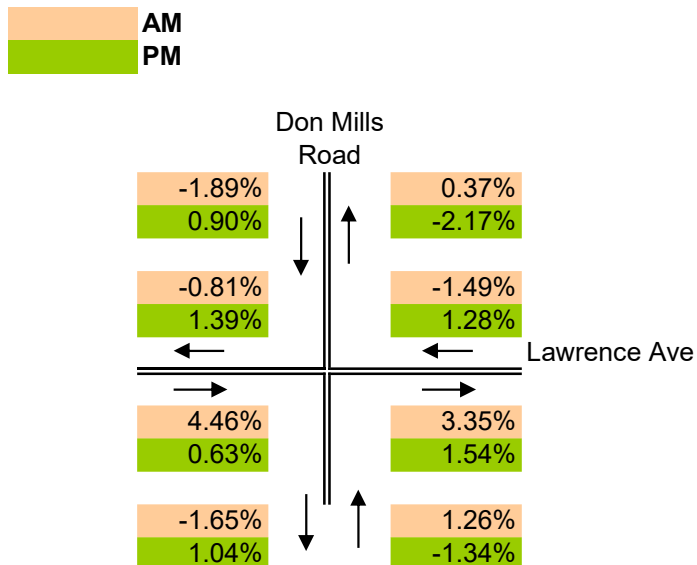 AM
PM
Don Mills
Road
-1.89% 0.37%
0.90% -2.17%
-0.81% -1.49%
1.39% 1.28%
Lawrence Ave
4.46% 3.35%
0.63% 1.54%
-1.65% 1.26%
1.04% -1.34%